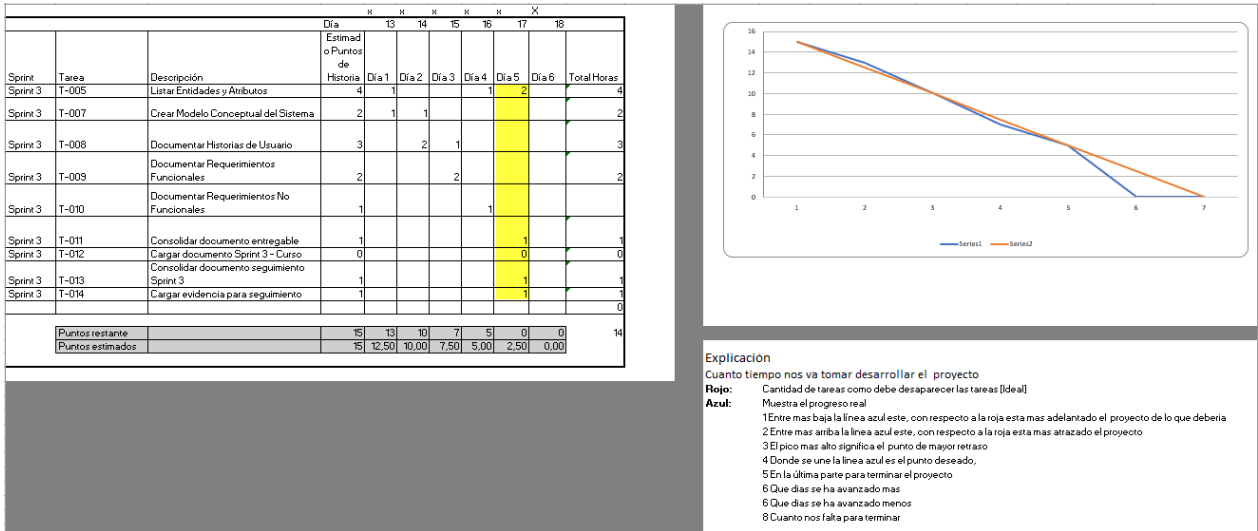 x x x x x X
Día 13 14 15 16 17 18
Sprint Tarea Descripción Estimado Puntos de Historia Día 1 Día 2 Día 3 Día 4 Día 5 Día 6 Total Horas
Sprint 3 T-005 Listar Entidades y Atributos 4 1 1 2 4
Sprint 3 T-007 Crear Modelo Conceptual del Sistema 2 1 1 2
Sprint 3 T-008 Documentar Historias de Usuario 3 2 1 3
Sprint 3 T-009 Documentar Requerimientos Funcionales 2 2 2
Sprint 3 T-010 Documentar Requerimientos No Funcionales 1 1
Sprint 3 T-011 Consolidar documento entregable 1 1 1
Sprint 3 T-012 Cargar documento Sprint 3 - Curso 0 0 0
Sprint 3 T-013 Consolidar documento seguimiento Sprint 3 1 1 1
Sprint 3 T-014 Cargar evidencia para seguimiento 1 1 1
0
Puntos restante 15 13 10 7 5 0 0 14
Puntos estimados 15 12,50 10,00 7,50 5,00 2,50 0,00
16
14
12
10
8
6
4
2
0
1 2 3 4 5 6 7
Series1 Series2
Explicación
Cuanto tiempo nos va tomar desarrollar el proyecto
Rojo: Cantidad de tareas como debe desaparecer las tareas [Ideal]
Azul: Muestra el progreso real
1 Entre mas baja la línea azul este, con respecto a la roja esta mas adelantado el proyecto de lo que deberia
2 Entre mas arriba la linea azul este, con respecto a la roja esta mas atrazado el proyecto
3 El pico mas alto significa el punto de mayor retraso
4 Donde se une la linea azul es el punto deseado,
5 En la última parte para terminar el proyecto
6 Que dias se ha avanzado mas
6 Que dias se ha avanzado menos
8 Cuanto nos falta para terminar